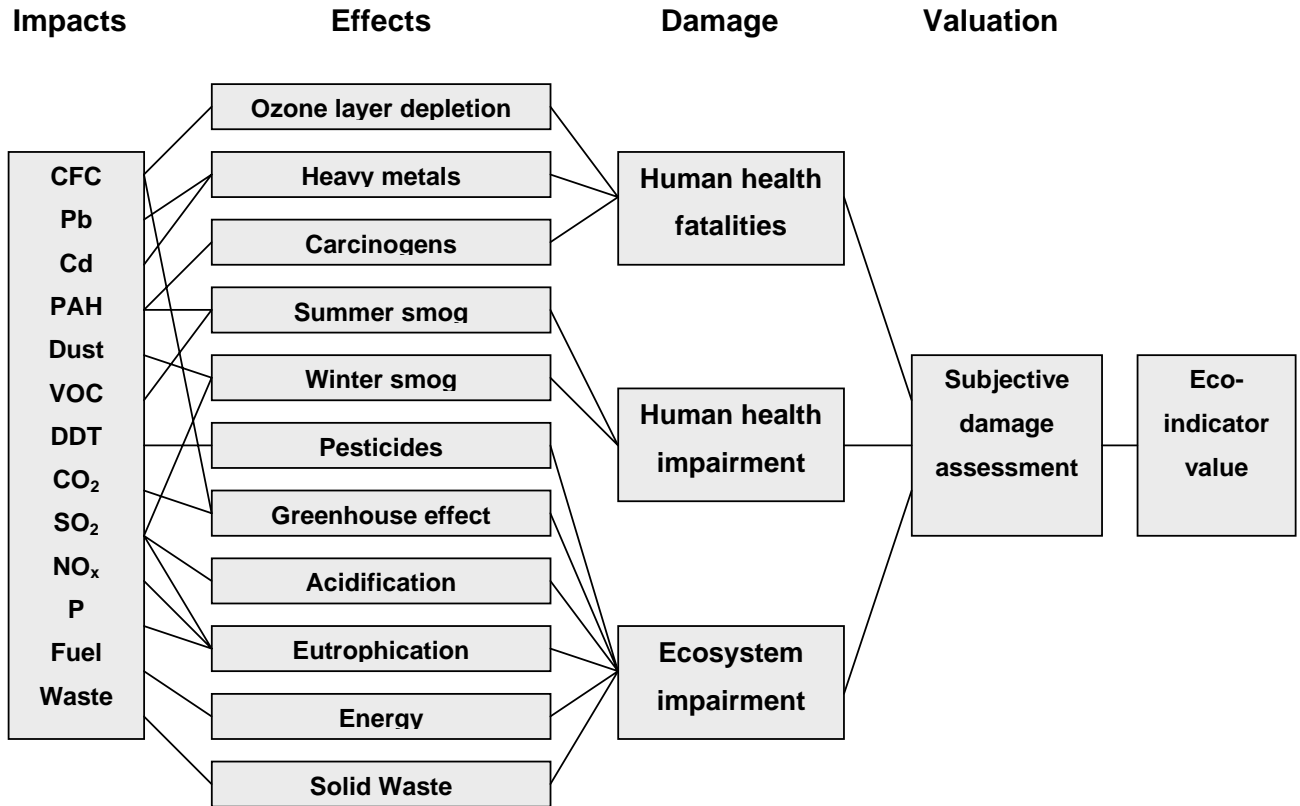 Impacts
Effects
Damage
Valuation
CFC
Pb
Cd
PAH
Dust
VOC
DDT
CO₂
SO₂
NOₓ
P
Fuel
Waste
Ozone layer depletion
Heavy metals
Carcinogens
Summer smog
Winter smog
Pesticides
Greenhouse effect
Acidification
Eutrophication
Energy
Solid Waste
Human health
fatalities
Human health
impairment
Ecosystem
impairment
Subjective
damage
assessment
Eco-
indicator
value